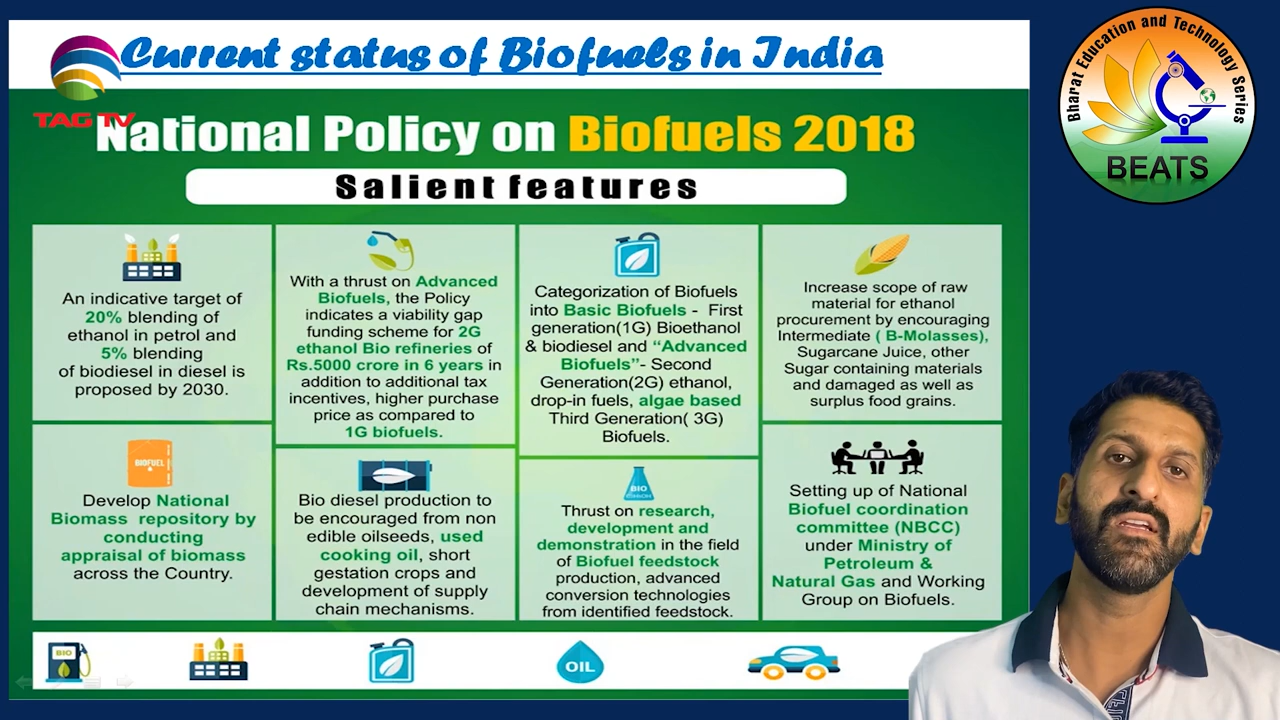 Current status of Biofuels in India
TAG TV
National Policy on Biofuels 2018
Salient features
An indicative target of
20% blending of
ethanol in petrol and
5% blending
of biodiesel in diesel is
proposed by 2030.
With a thrust on Advanced
Biofuels, the Policy
indicates a viability gap
funding scheme for 2G
ethanol Bio refineries of
Rs.5000 crore in 6 years in
addition to additional tax
incentives, higher purchase
price as compared to
1G biofuels.
Categorization of Biofuels
into Basic Biofuels - First
generation(1G) Bioethanol
& biodiesel and “Advanced
Biofuels”- Second
Generation(2G) ethanol,
drop-in fuels, algae based
Third Generation( 3G)
Biofuels.
Increase scope of raw
material for ethanol
procurement by encouraging
Intermediate ( B-Molasses),
Sugarcane Juice, other
Sugar containing materials
and damaged as well as
surplus food grains.
BIOFUEL
Develop National
Biomass repository by
conducting
appraisal of biomass
across the Country.
Bio diesel production to
be encouraged from non
edible oilseeds, used
cooking oil, short
gestation crops and
development of supply
chain mechanisms.
BIO
Thrust on research,
development and
demonstration in the field
of Biofuel feedstock
production, advanced
conversion technologies
from identified feedstock.
Setting up of National
Biofuel coordination
committee (NBCC)
under Ministry of
Petroleum &
Natural Gas and Working
Group on Biofuels.
BIO
OIL
Bharat Education and Technology Series
BEATS